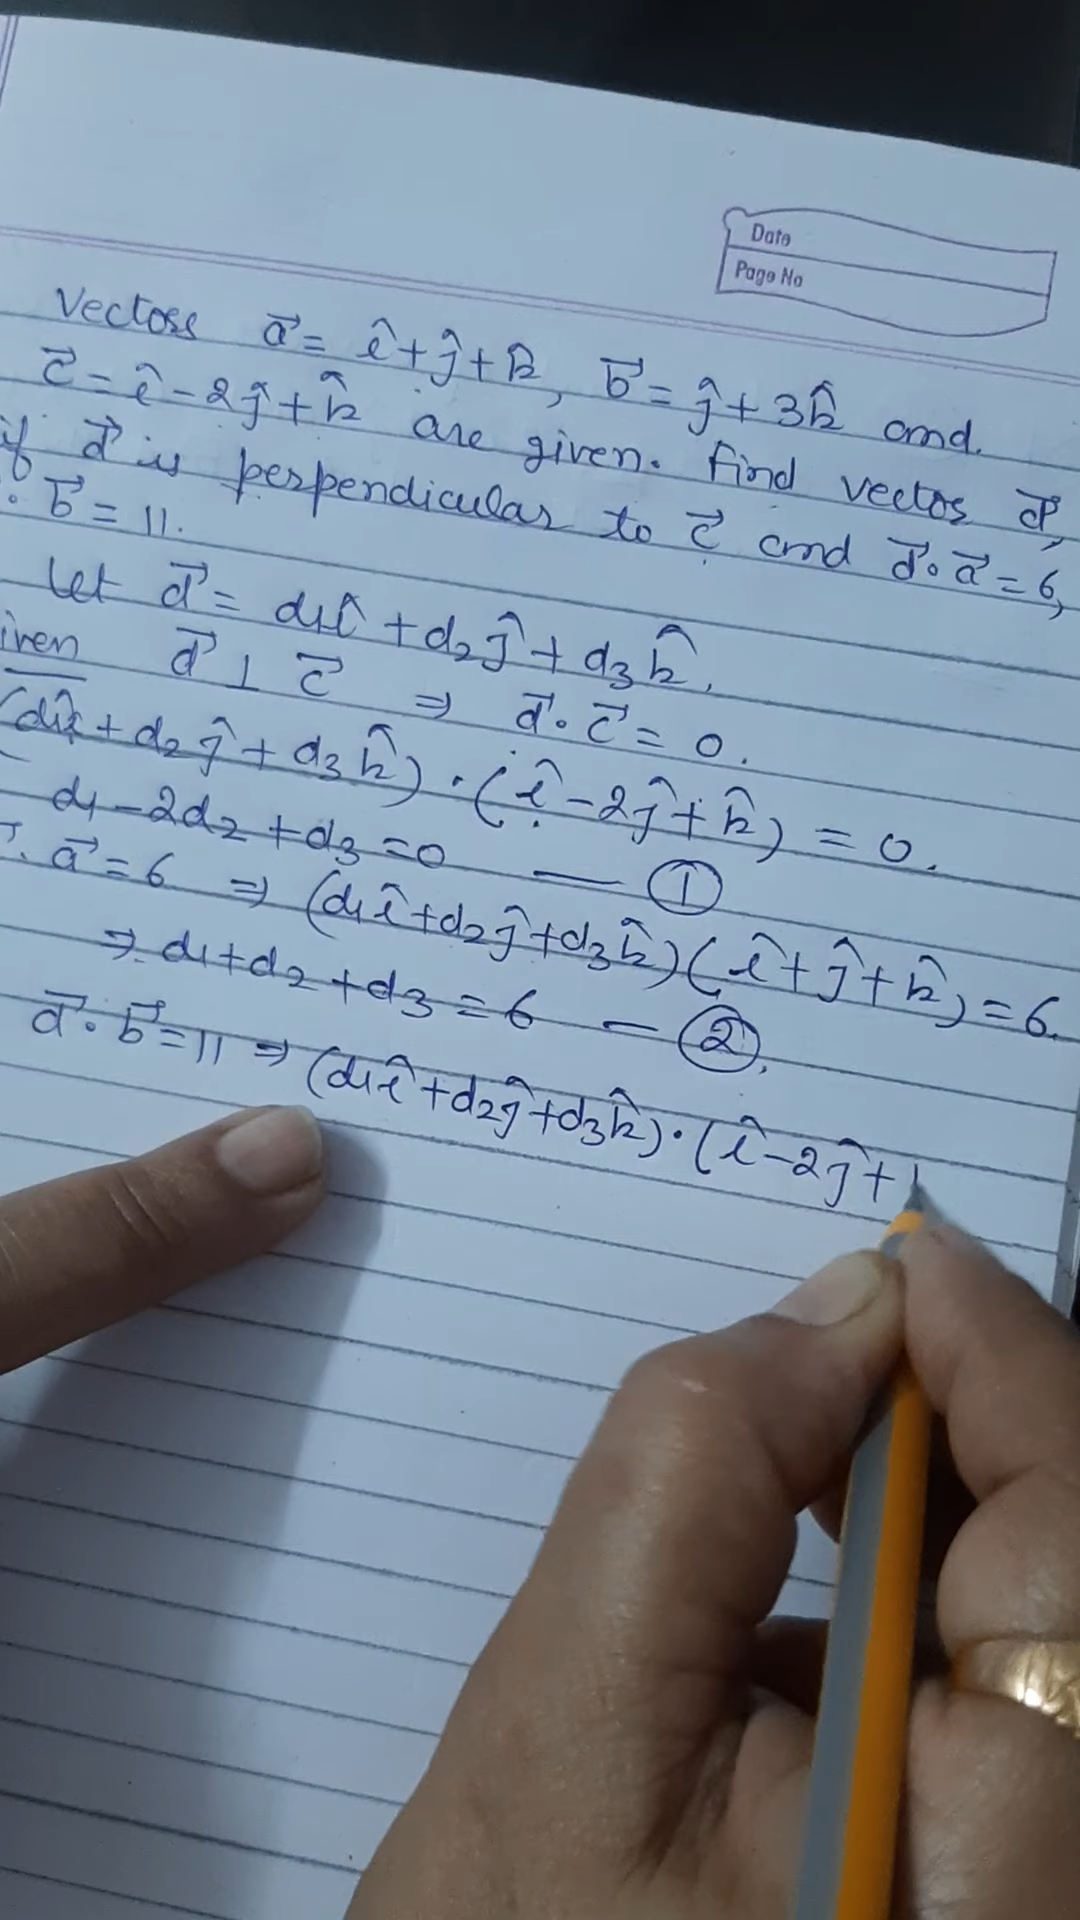 Date
Page No
Vectors a⃗ = î+ĵ+k̂, b⃗ = ĵ+3k̂ and.
c⃗ = î-2ĵ+k̂ are given. Find vector d⃗,
if d⃗ is perpendicular to c⃗ and d⃗.a⃗ = 6,
. b⃗ = 11.
Let d⃗ = d1î + d2ĵ + d3k̂.
iven d⃗ ⊥ c⃗ ⇒ d⃗.c⃗ = 0.
(d1î + d2ĵ + d3k̂).(î-2ĵ+k̂) = 0.
d1-2d2+d3=0 — ①
. a⃗ = 6 ⇒ (d1î+d2ĵ+d3k̂)(î+ĵ+k̂)=6.
⇒ d1+d2+d3=6 — ②.
d⃗.b⃗=11 ⇒ (d1î+d2ĵ+d3k̂).(î-2ĵ+